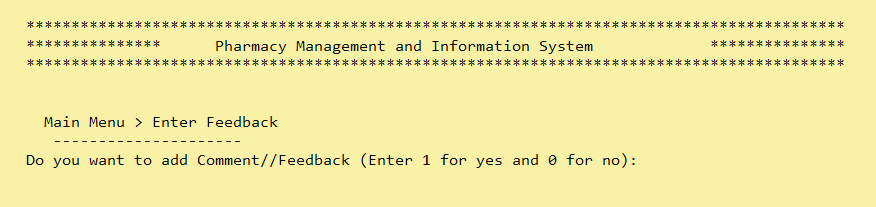 *******************************************************************************************
***************      Pharmacy Management and Information System             ***************
*******************************************************************************************
Main Menu > Enter Feedback
---------------------
Do you want to add Comment//Feedback (Enter 1 for yes and 0 for no):